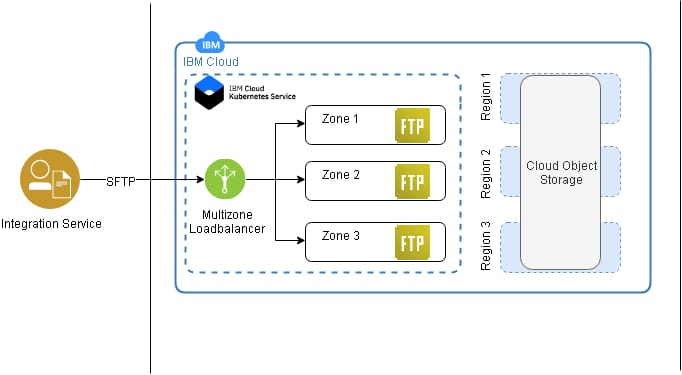 IBM
IBM Cloud
IBM Cloud
Kubernetes Service
Zone 1
FTP
Zone 2
FTP
Zone 3
FTP
SFTP
Integration Service
Multizone
Loadbalancer
Region 1
Region 2
Region 3
Cloud Object
Storage